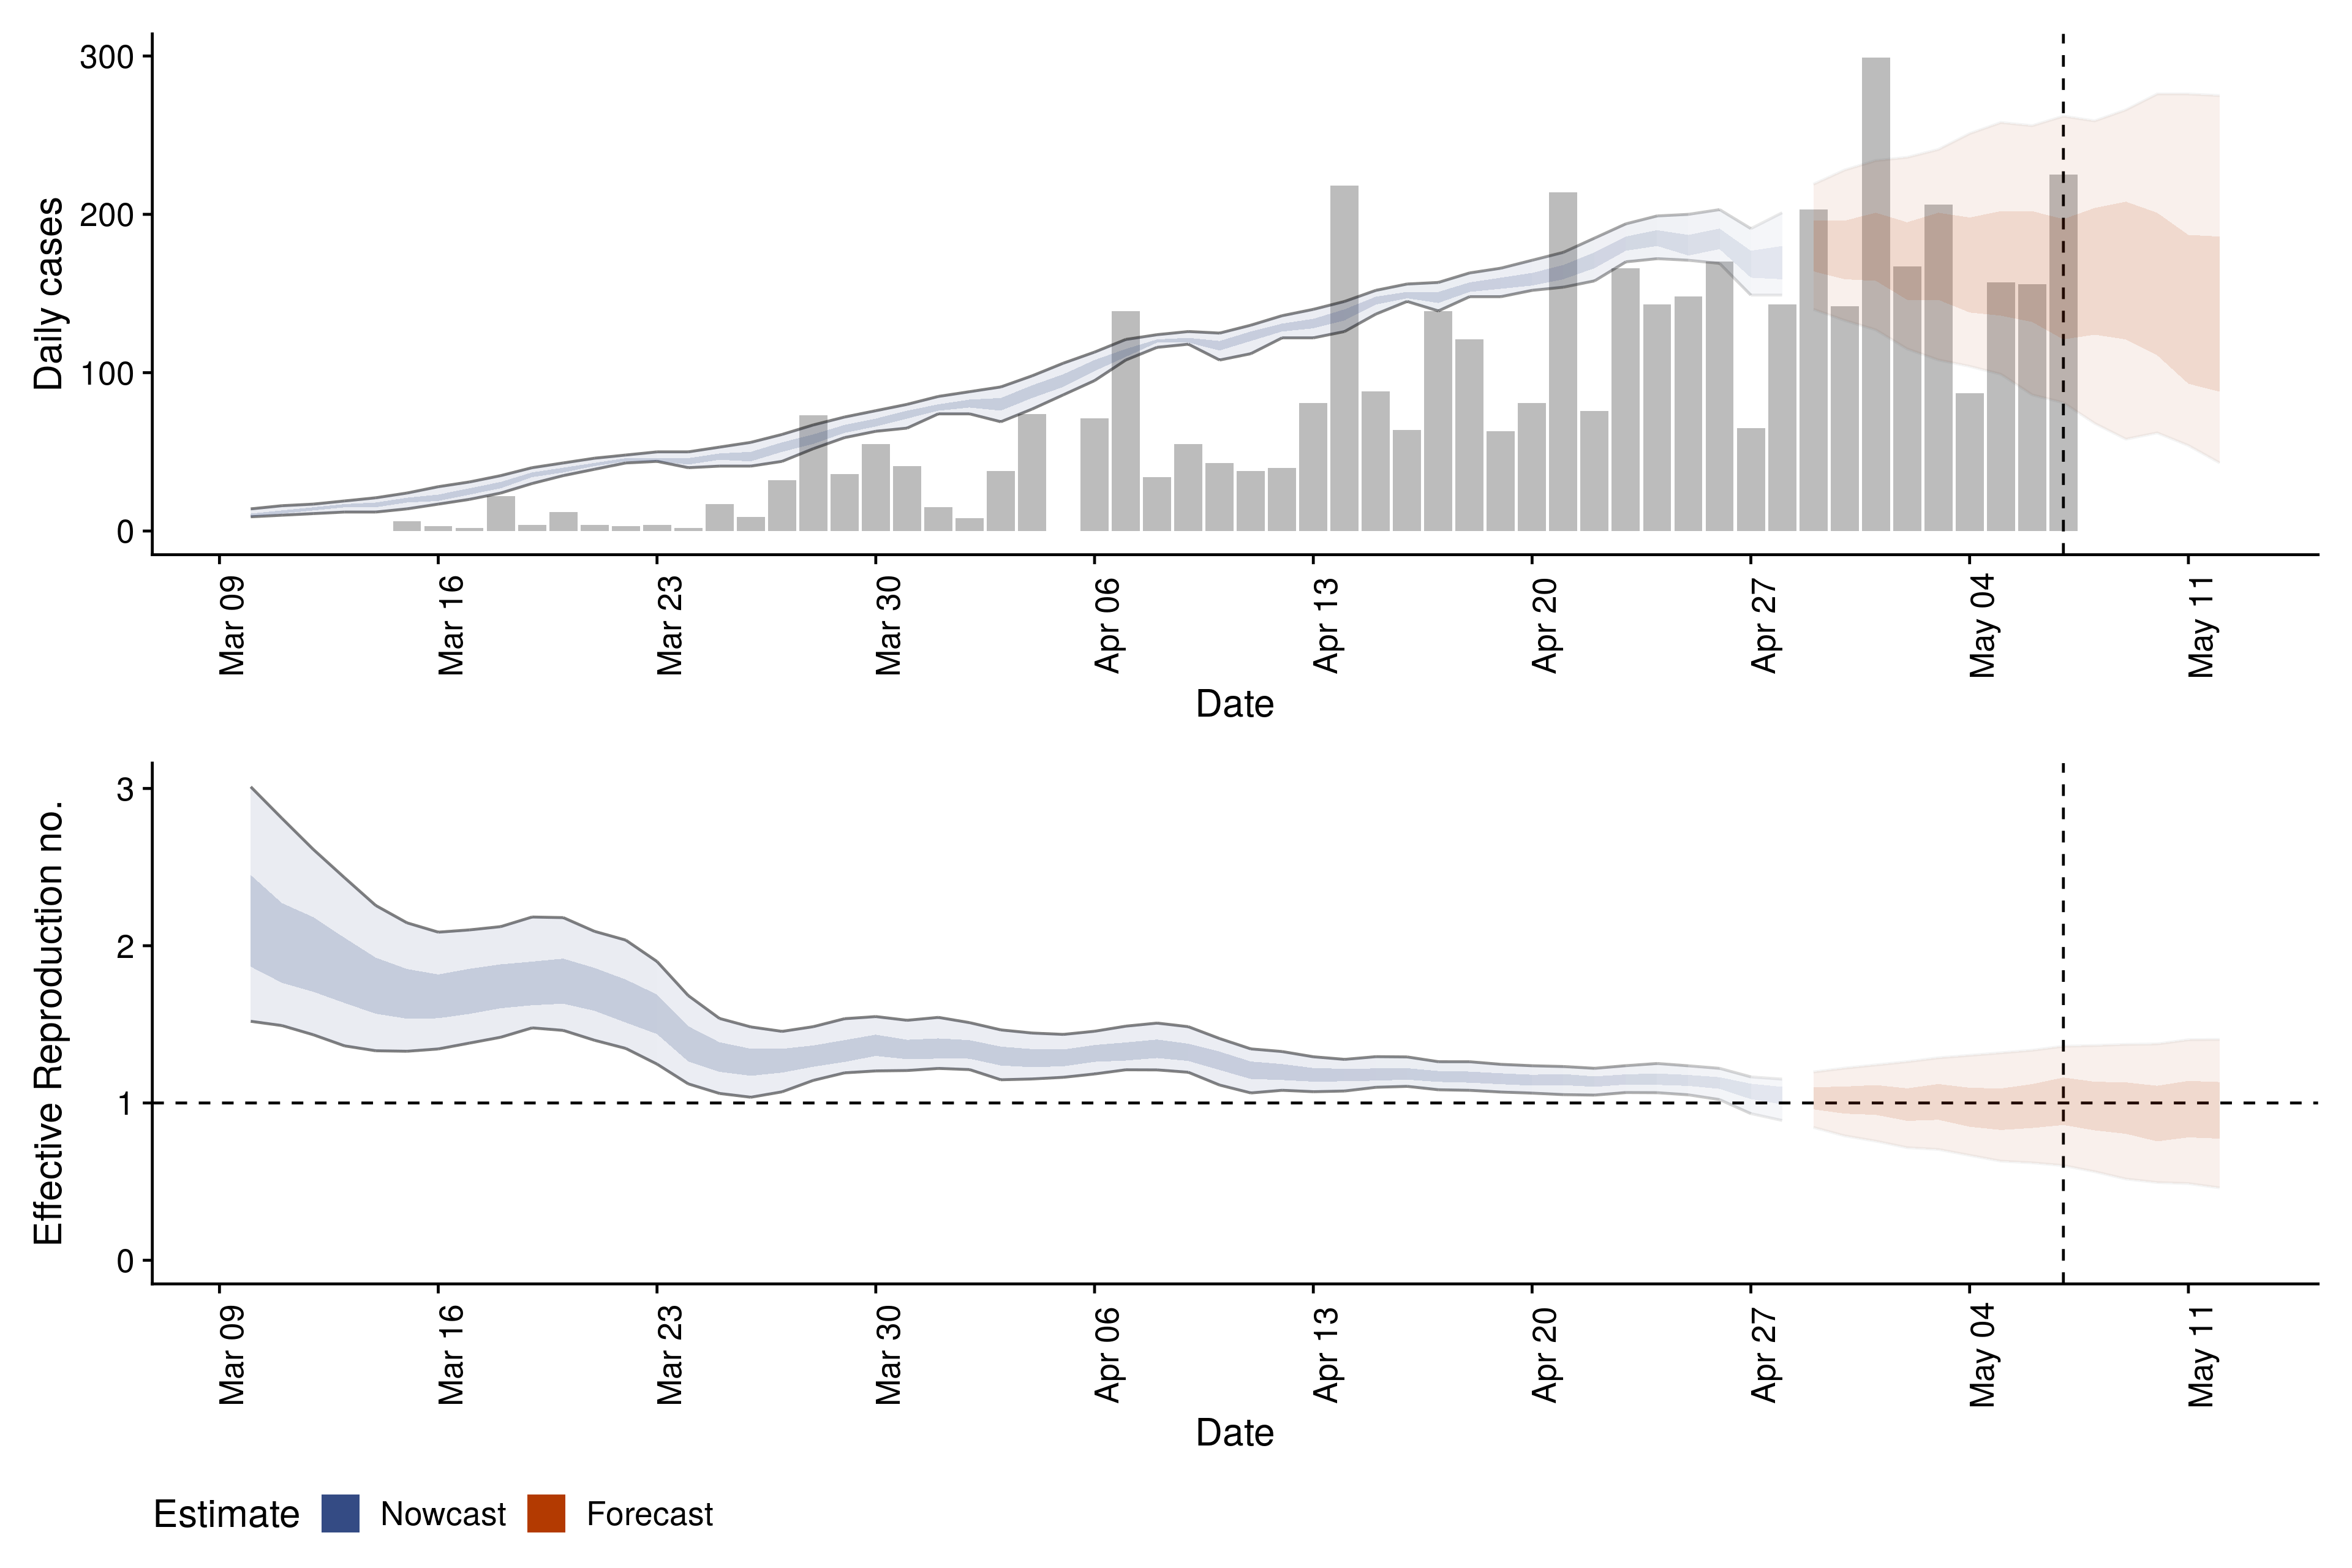 Daily cases
300
200
100
0
Mar 09
Mar 16
Mar 23
Mar 30
Apr 06
Apr 13
Apr 20
Apr 27
May 04
May 11
Date
Effective Reproduction no.
3
2
1
0
Mar 09
Mar 16
Mar 23
Mar 30
Apr 06
Apr 13
Apr 20
Apr 27
May 04
May 11
Date
Estimate Nowcast Forecast